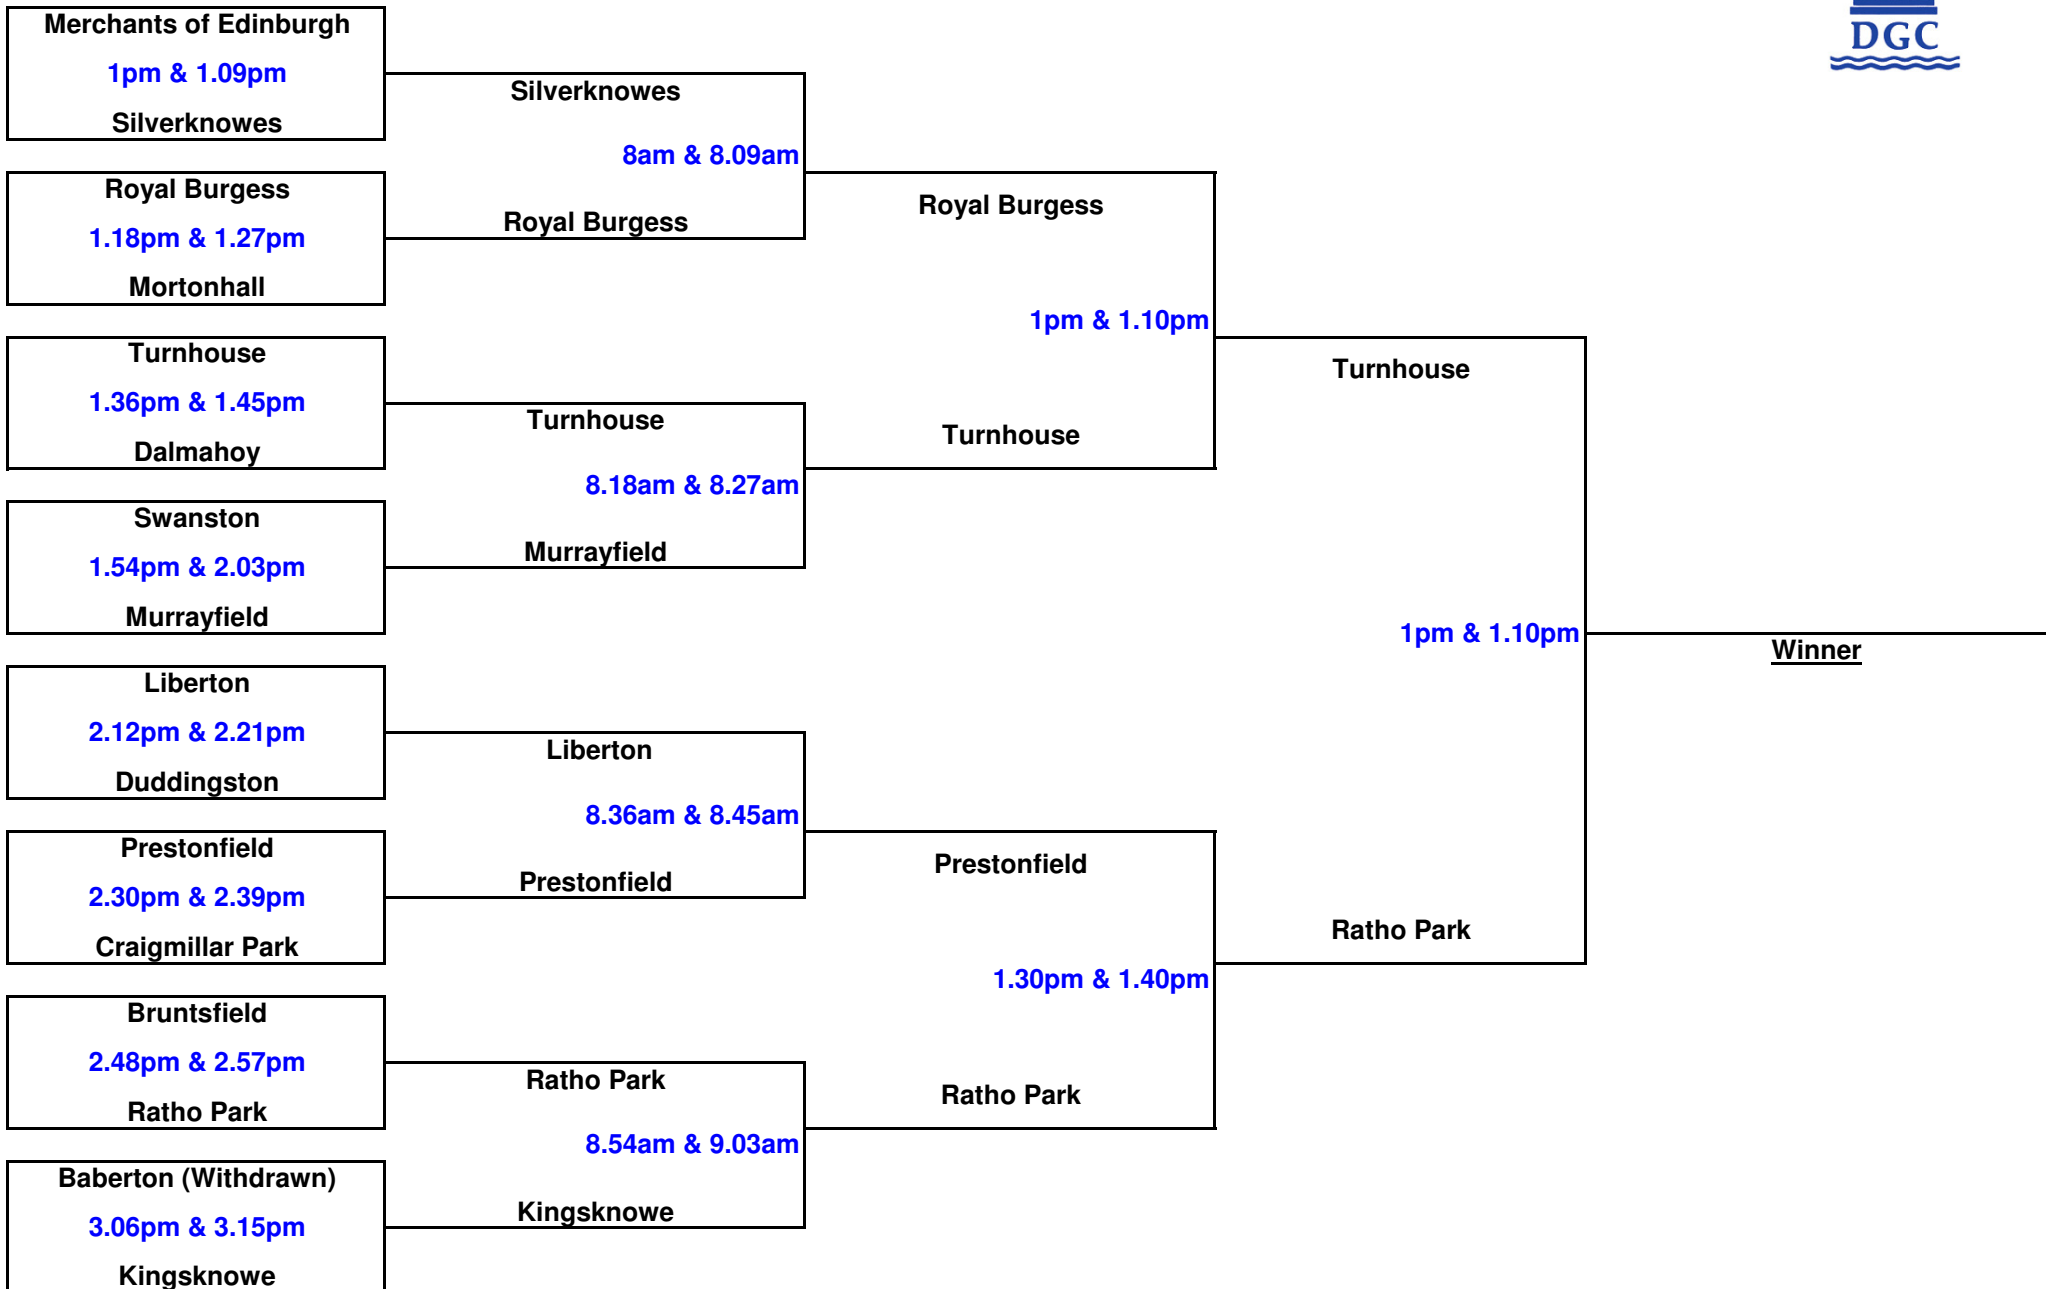 Merchants of Edinburgh
1pm & 1.09pm
Silverknowes
Royal Burgess
1.18pm & 1.27pm
Mortonhall
Turnhouse
1.36pm & 1.45pm
Dalmahoy
Swanston
1.54pm & 2.03pm
Murrayfield
Liberton
2.12pm & 2.21pm
Duddingston
Prestonfield
2.30pm & 2.39pm
Craigmillar Park
Bruntsfield
2.48pm & 2.57pm
Ratho Park
Baberton (Withdrawn)
3.06pm & 3.15pm
Kingsknowe
Silverknowes
8am & 8.09am
Royal Burgess
Turnhouse
8.18am & 8.27am
Murrayfield
Liberton
8.36am & 8.45am
Prestonfield
Ratho Park
8.54am & 9.03am
Kingsknowe
Royal Burgess
1pm & 1.10pm
Turnhouse
Prestonfield
1.30pm & 1.40pm
Ratho Park
Turnhouse
1pm & 1.10pm
Ratho Park
Winner
DGC